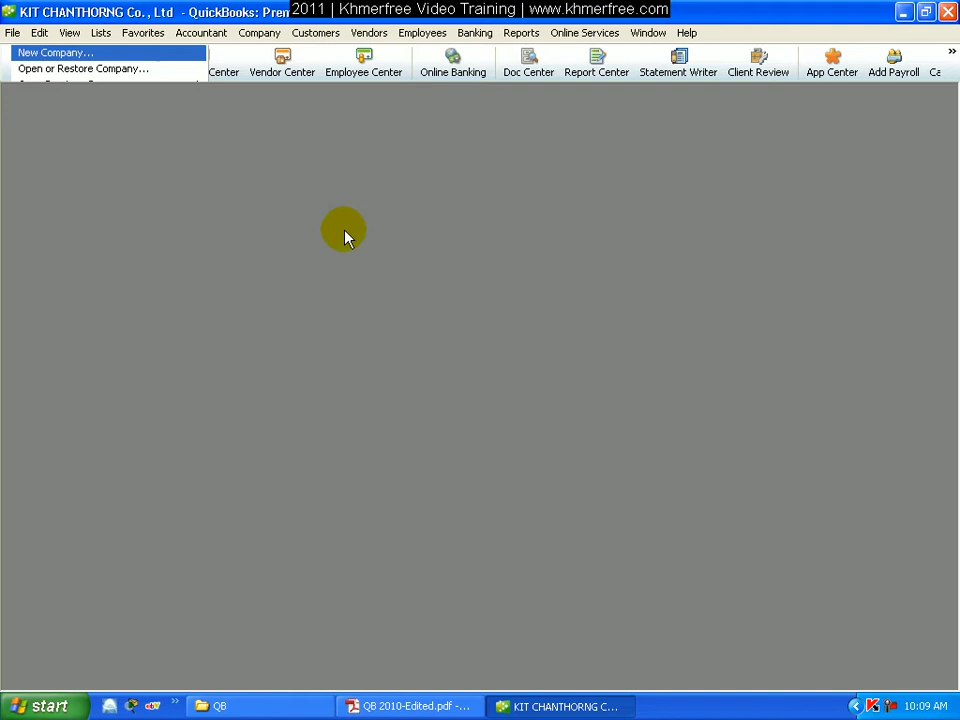 KIT CHANTHORNG Co., Ltd - QuickBooks: Prem
2011 | Khmerfree Video Training | www.khmerfree.com
File Edit View Lists Favorites Accountant Company Customers Vendors Employees Banking Reports Online Services Window Help
New Company...
Open or Restore Company...
Center Vendor Center Employee Center Online Banking Doc Center Report Center Statement Writer Client Review App Center Add Payroll Ca
start
QB
QB 2010-Edited.pdf -...
KIT CHANTHORNG C...
10:09 AM